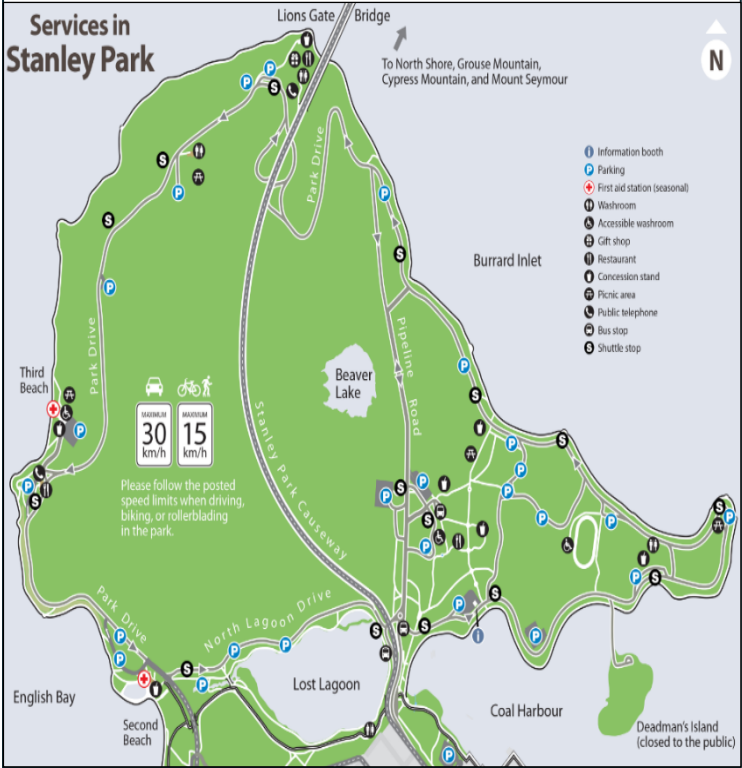 Services in
Stanley Park
Lions Gate Bridge
To North Shore, Grouse Mountain,
Cypress Mountain, and Mount Seymour
N
Information booth
Parking
First aid station (seasonal)
Washroom
Accessible washroom
Gift shop
Restaurant
Concession stand
Picnic area
Public telephone
Bus stop
Shuttle stop
Burrard Inlet
Park Drive
Park Drive
Pipeline Road
Beaver
Lake
Third
Beach
MAXIMUM
30
km/h
MAXIMUM
15
km/h
Please follow the posted
speed limits when driving,
biking, or rollerblading
in the park.
Stanley Park Causeway
Park Drive
North Lagoon Drive
Lost Lagoon
English Bay
Second
Beach
Coal Harbour
Deadman's Island
(closed to the public)